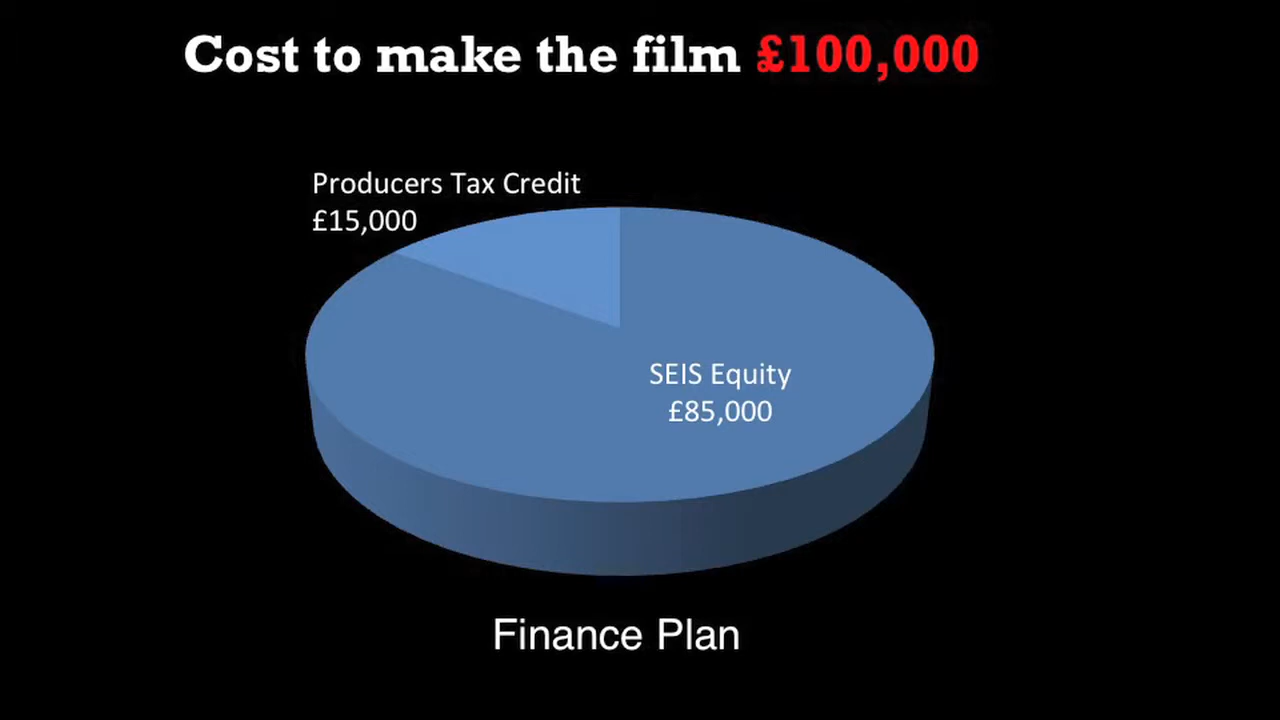 Cost to make the film £100,000
Producers Tax Credit
£15,000
SEIS Equity
£85,000
Finance Plan